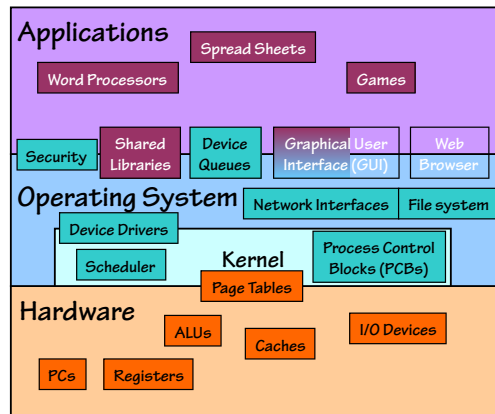 Applications
Spread Sheets
Word Processors
Games
Security
Shared
Libraries
Device
Queues
Graphical User
Interface (GUI)
Web
Browser
Operating System
Network Interfaces
File system
Device Drivers
Scheduler
Kernel
Process Control
Blocks (PCBs)
Page Tables
Hardware
ALUs
Caches
I/O Devices
PCs
Registers